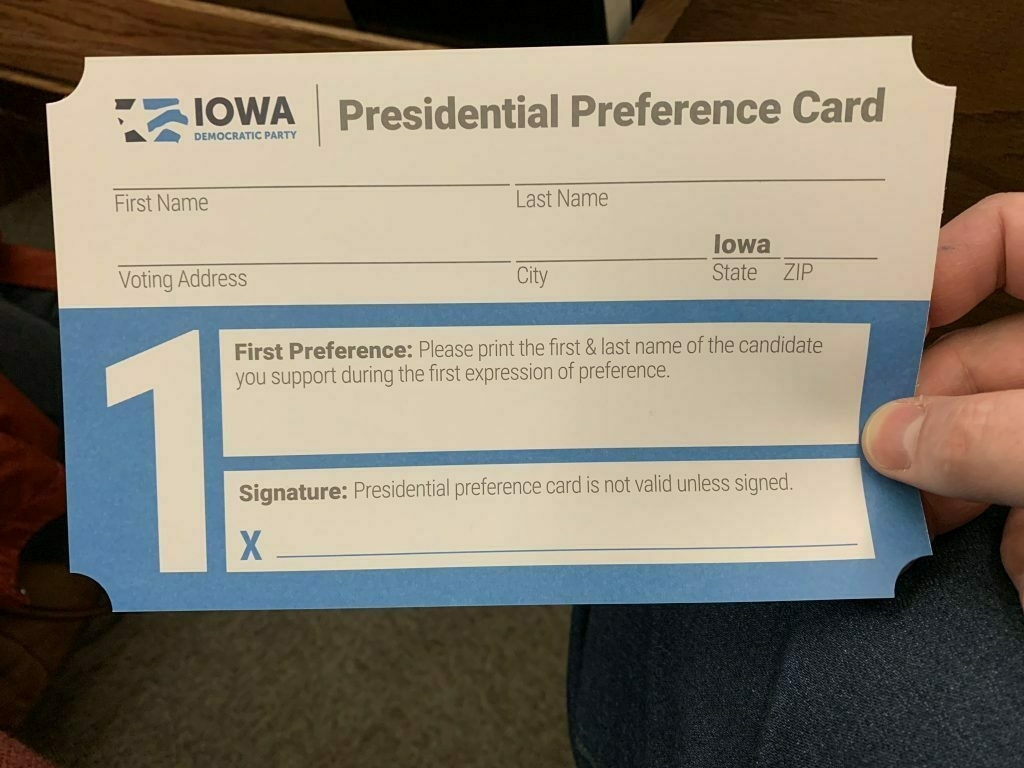 IOWA
DEMOCRATIC PARTY
Presidential Preference Card
First Name
Last Name
Iowa
Voting Address
City
State
ZIP
1
First Preference: Please print the first & last name of the candidate
you support during the first expression of preference.
Signature: Presidential preference card is not valid unless signed.
X